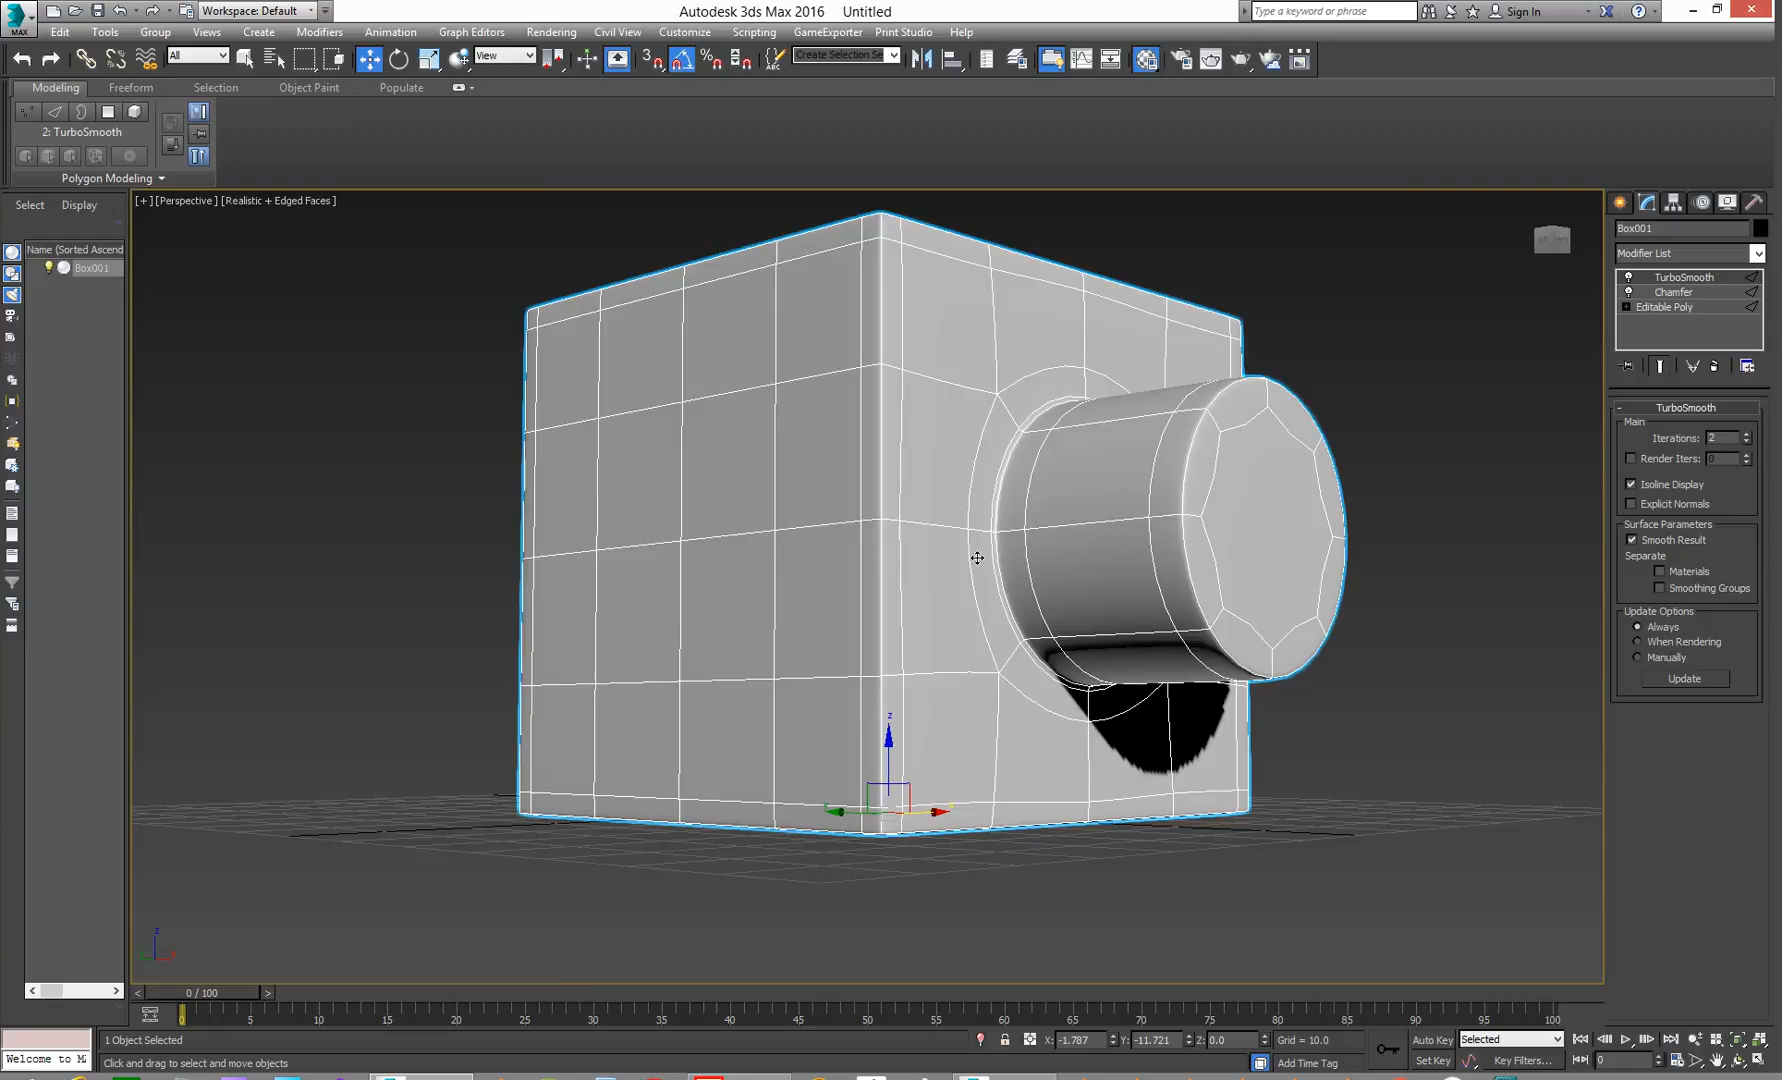 Workspace: Default
Autodesk 3ds Max 2016 Untitled
Type a keyword or phrase
Sign In
MAX
Edit Tools Group Views Create Modifiers Animation Graph Editors Rendering Civil View Customize Scripting GameExporter Print Studio Help
All
View
Create Selection Se
ABC
Modeling Freeform Selection Object Paint Populate
2: TurboSmooth
Polygon Modeling
Select Display
[+] [Perspective] [Realistic + Edged Faces]
Name (Sorted Ascend
Box001
Box001
Modifier List
TurboSmooth
Chamfer
Editable Poly
TurboSmooth
Main
Iterations: 2
Render Iters: 0
Isoline Display
Explicit Normals
Surface Parameters
Smooth Result
Separate
Materials
Smoothing Groups
Update Options
Always
When Rendering
Manually
Update
z
z
0 / 100
0 5 10 15 20 25 30 35 40 45 50 55 60 65 70 75 80 85 90 95 100
1 Object Selected
X: -1.787 Y: -11.721 Z: 0.0 Grid = 10.0
Auto Key Selected
Welcome to M
Click and drag to select and move objects
Add Time Tag
Set Key Key Filters...
0